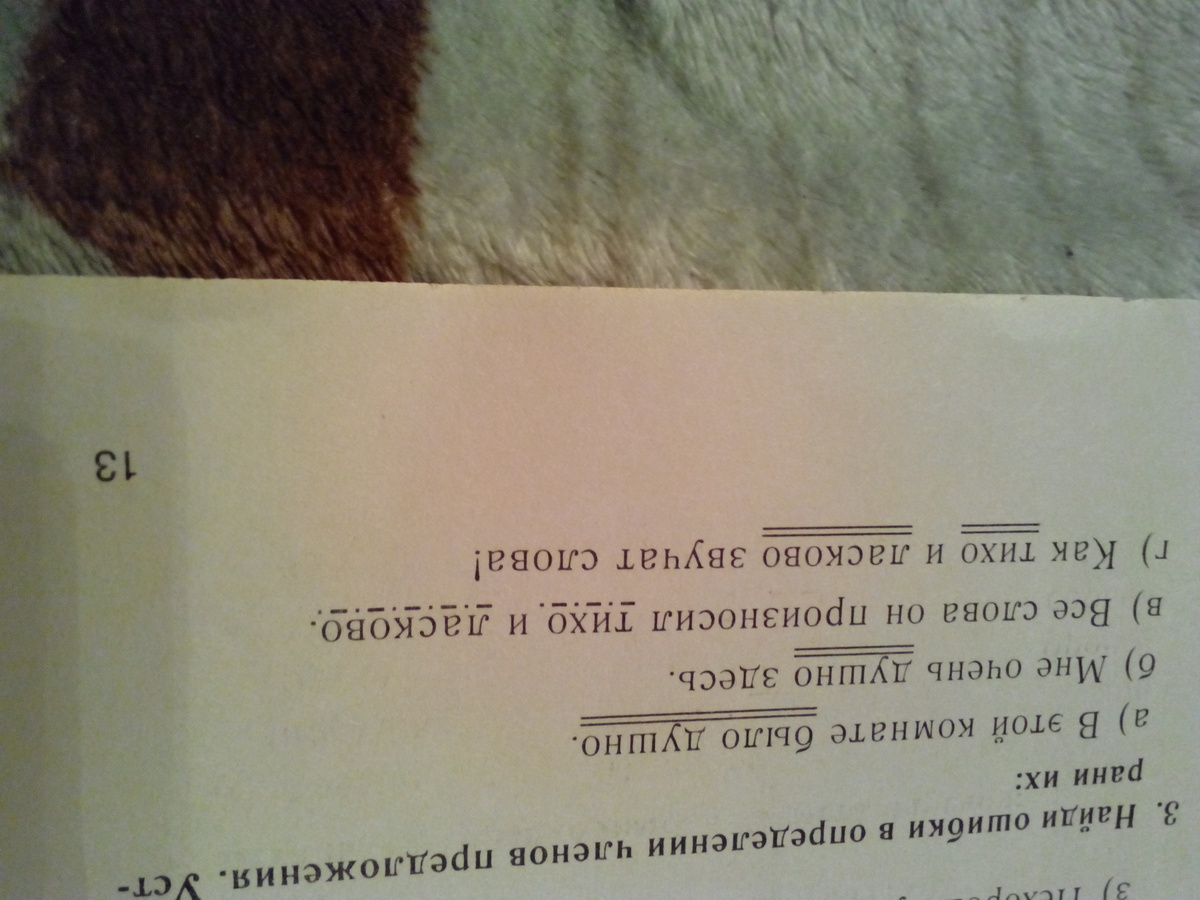 3. Найди ошибки в определении членов предложения. Уст-
рани их:
а) В этой комнате было душно.
б) Мне очень душно здесь.
в) Все слова он произносил тихо и ласково.
г) Как тихо и ласково звучат слова!
13